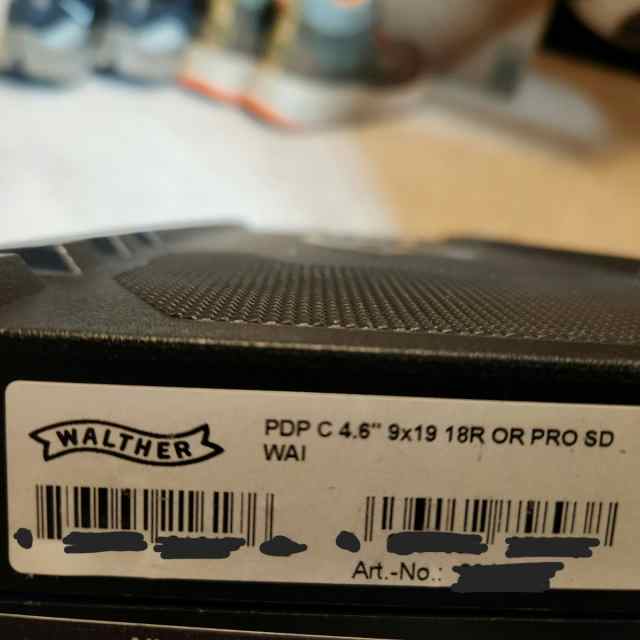 WALTHER
PDP C 4.6" 9x19 18R OR PRO SD
WAI
Art.-No.: